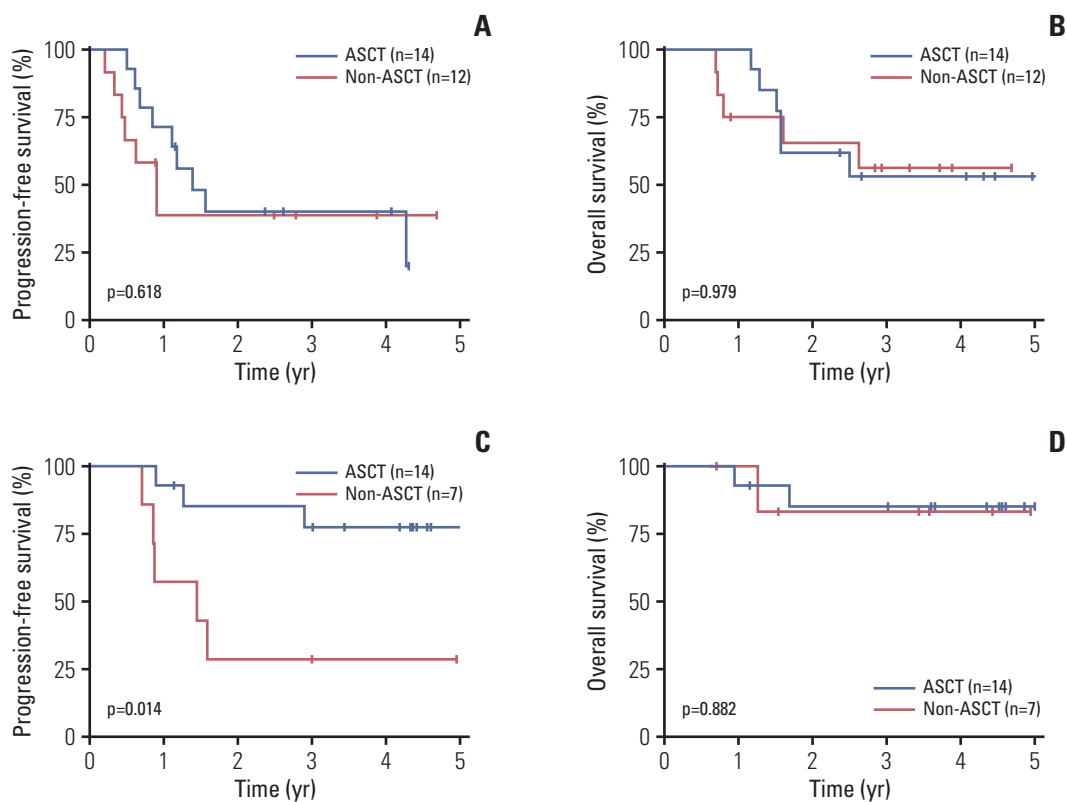 A
Progression-free survival (%)
100
75
50
25
0
ASCT (n=14)
Non-ASCT (n=12)
p=0.618
0 1 2 3 4 5
Time (yr)
B
Overall survival (%)
100
75
50
25
0
ASCT (n=14)
Non-ASCT (n=12)
p=0.979
0 1 2 3 4 5
Time (yr)
C
Progression-free survival (%)
100
75
50
25
0
ASCT (n=14)
Non-ASCT (n=7)
p=0.014
0 1 2 3 4 5
Time (yr)
D
Overall survival (%)
100
75
50
25
0
ASCT (n=14)
Non-ASCT (n=7)
p=0.882
0 1 2 3 4 5
Time (yr)